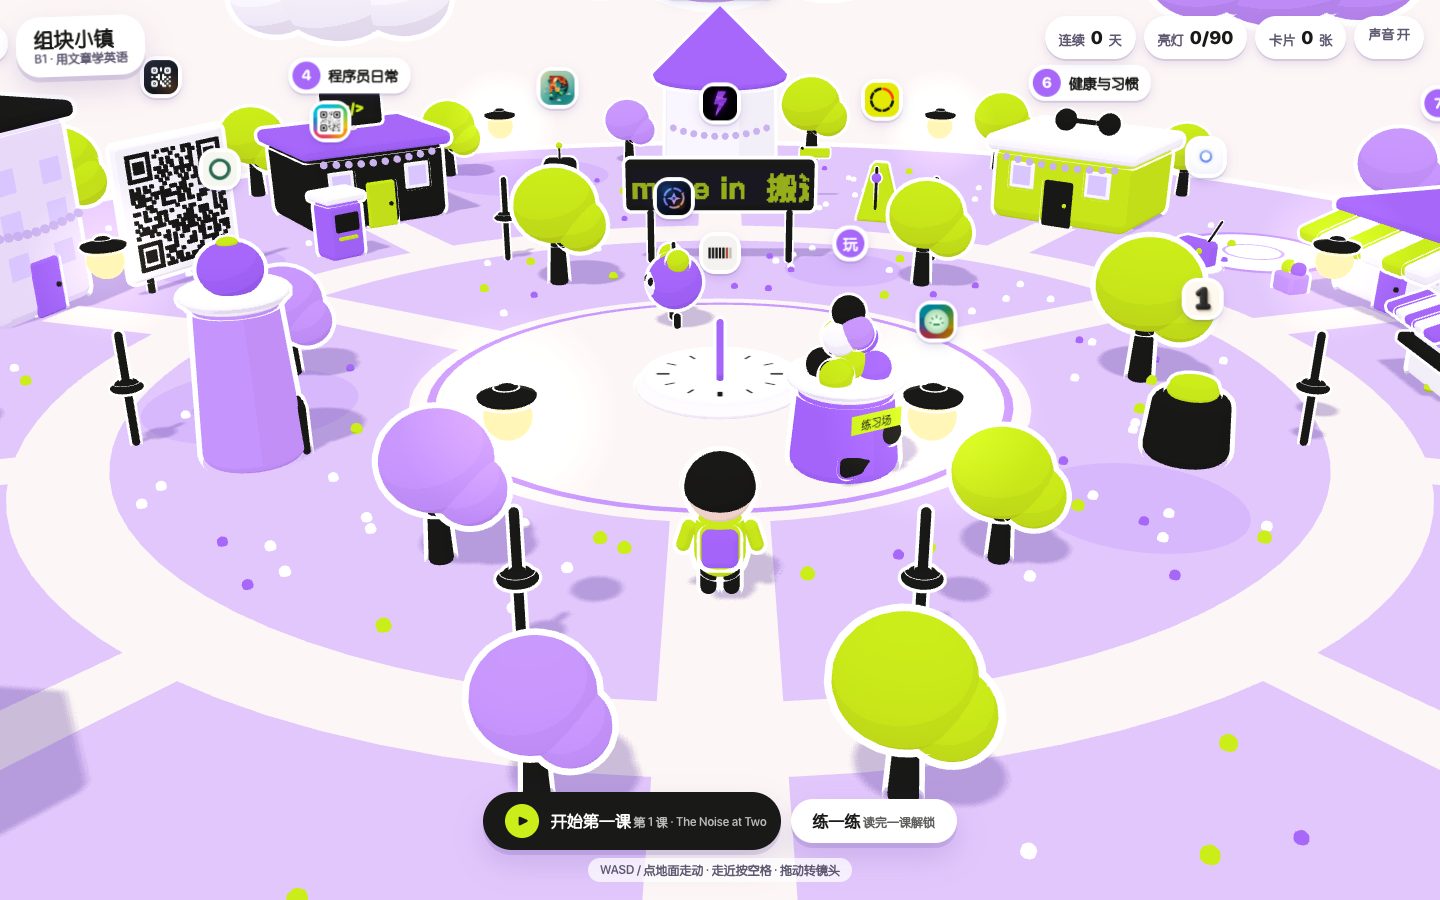 组块小镇
B1 · 用文章学英语
连续 0 天
亮灯 0/90
卡片 0 张
声音 开
4 程序员日常
6 健康与习惯
7
/>
in 搬
玩
1
练习场
开始第一课 第 1 课 · The Noise at Two
练一练 读完一课解锁
WASD / 点地面走动 · 走近按空格 · 拖动转镜头